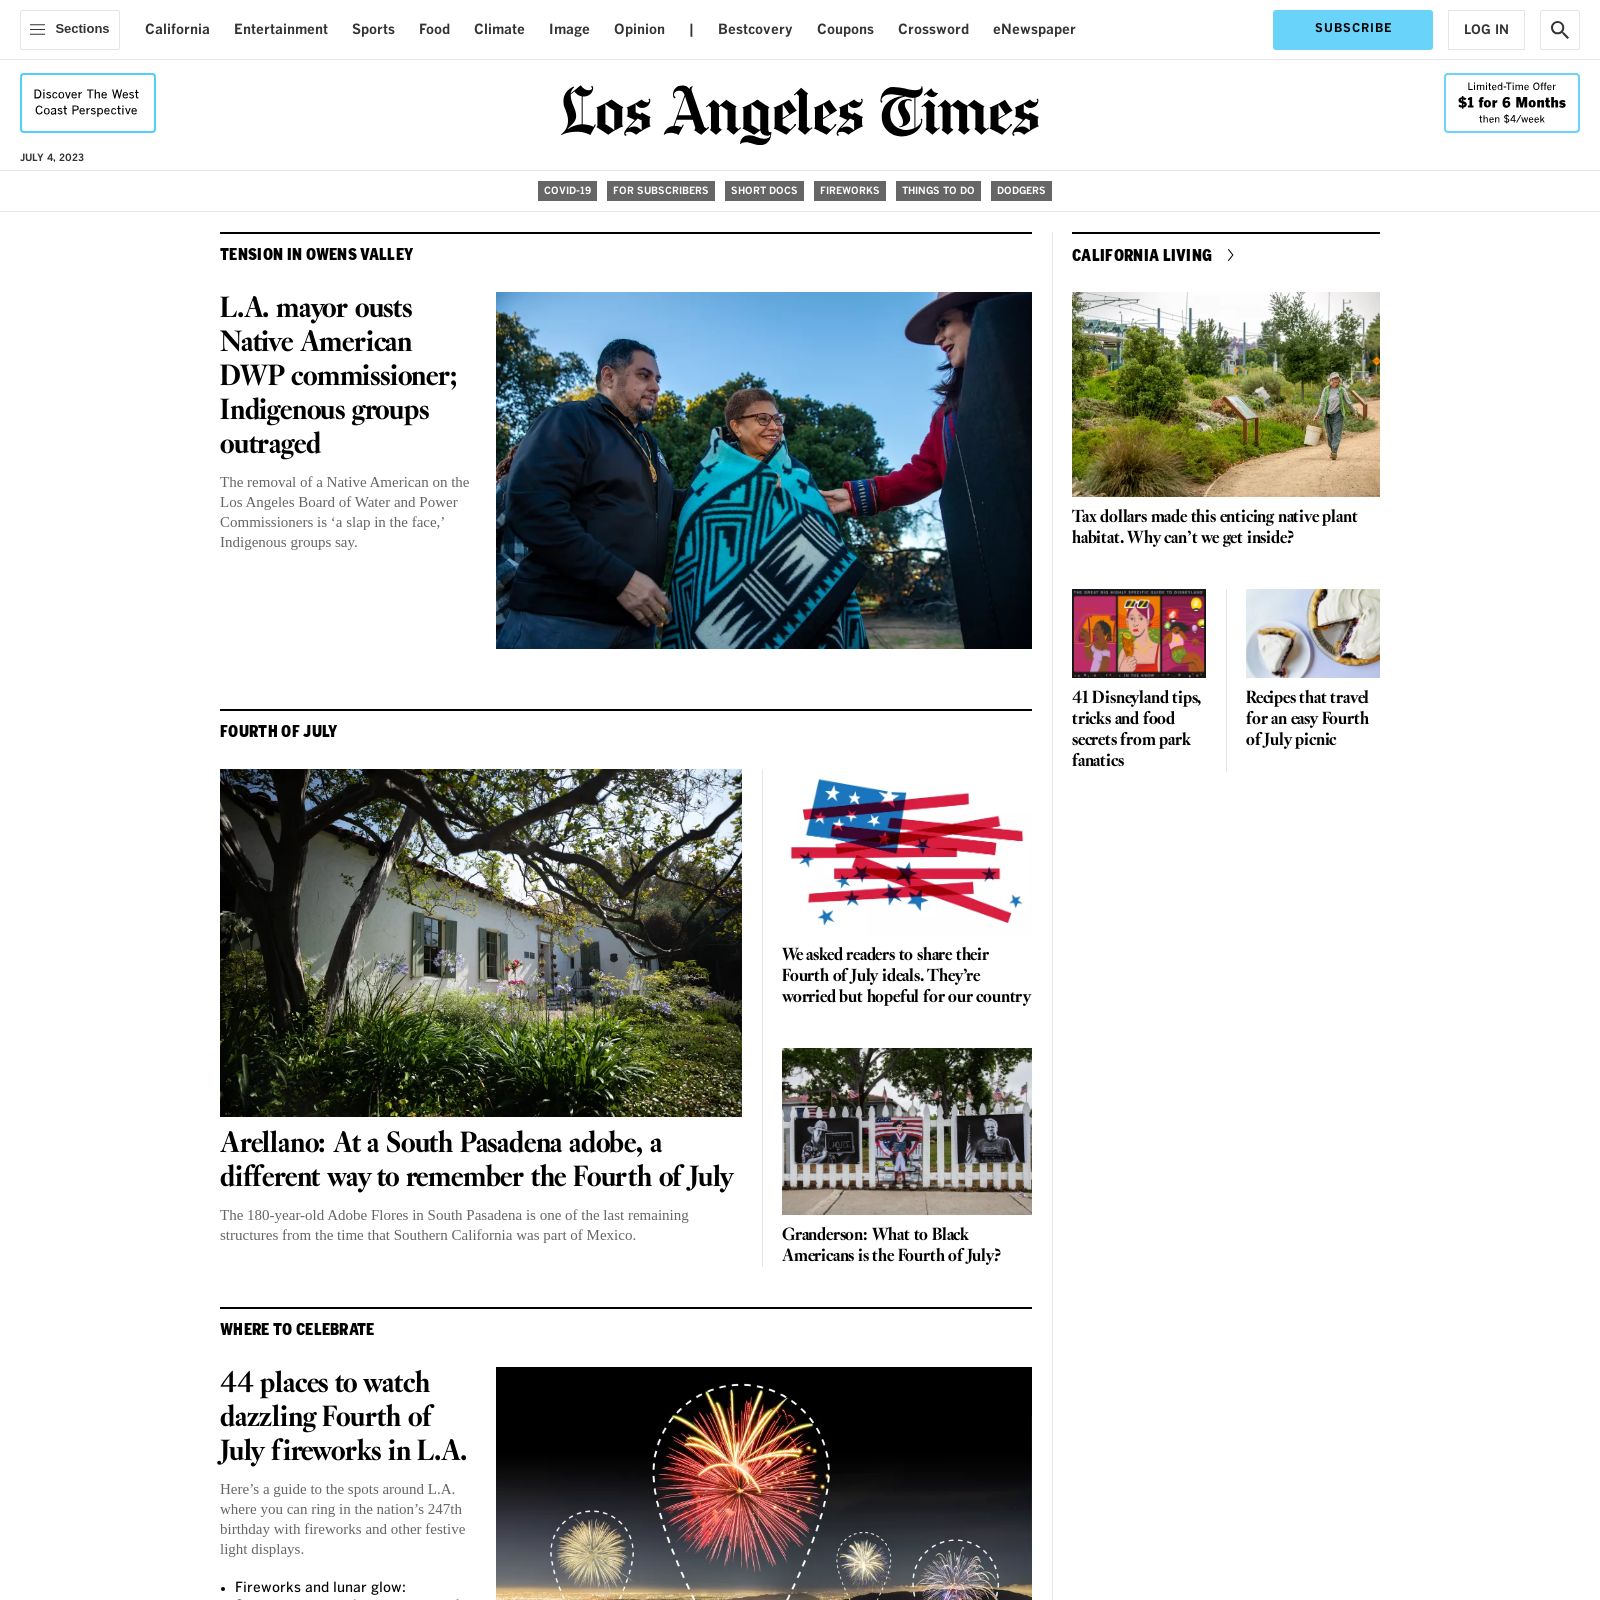 Sections
California
Entertainment
Sports
Food
Climate
Image
Opinion
|
Bestcovery
Coupons
Crossword
eNewspaper
SUBSCRIBE
LOG IN
Discover The West
Coast Perspective
Los Angeles Times
Limited-Time Offer
$1 for 6 Months
then $4/week
JULY 4, 2023
COVID-19
FOR SUBSCRIBERS
SHORT DOCS
FIREWORKS
THINGS TO DO
DODGERS
TENSION IN OWENS VALLEY
L.A. mayor ousts
Native American
DWP commissioner;
Indigenous groups
outraged
The removal of a Native American on the
Los Angeles Board of Water and Power
Commissioners is ‘a slap in the face,’
Indigenous groups say.
FOURTH OF JULY
Arellano: At a South Pasadena adobe, a
different way to remember the Fourth of July
The 180-year-old Adobe Flores in South Pasadena is one of the last remaining
structures from the time that Southern California was part of Mexico.
We asked readers to share their
Fourth of July ideals. They’re
worried but hopeful for our country
Granderson: What to Black
Americans is the Fourth of July?
WHERE TO CELEBRATE
44 places to watch
dazzling Fourth of
July fireworks in L.A.
Here’s a guide to the spots around L.A.
where you can ring in the nation’s 247th
birthday with fireworks and other festive
light displays.
• Fireworks and lunar glow:
CALIFORNIA LIVING
Tax dollars made this enticing native plant
habitat. Why can’t we get inside?
THE GREAT BIG HIGHLY SPECIFIC GUIDE TO DISNEYLAND
41 Disneyland tips,
tricks and food
secrets from park
fanatics
Recipes that travel
for an easy Fourth
of July picnic